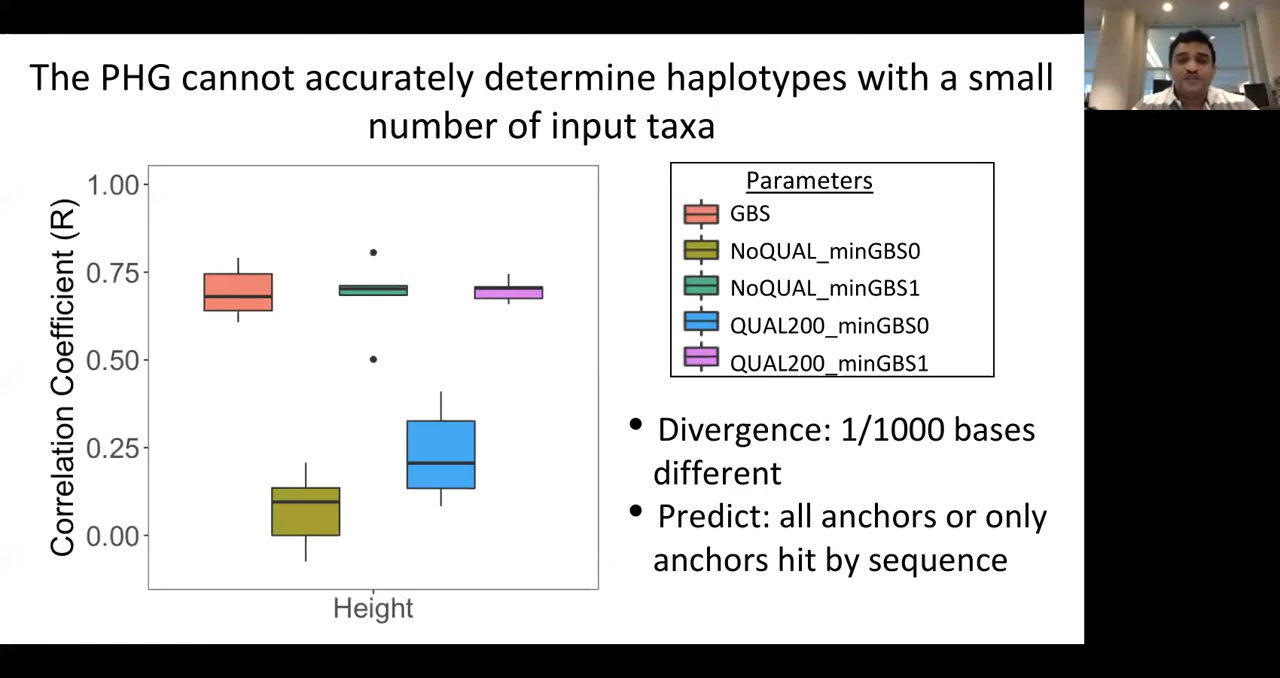 The PHG cannot accurately determine haplotypes with a small
number of input taxa
Correlation Coefficient (R)
1.00
0.75
0.50
0.25
0.00
Height
Parameters
GBS
NoQUAL_minGBS0
NoQUAL_minGBS1
QUAL200_minGBS0
QUAL200_minGBS1
• Divergence: 1/1000 bases
different
• Predict: all anchors or only
anchors hit by sequence